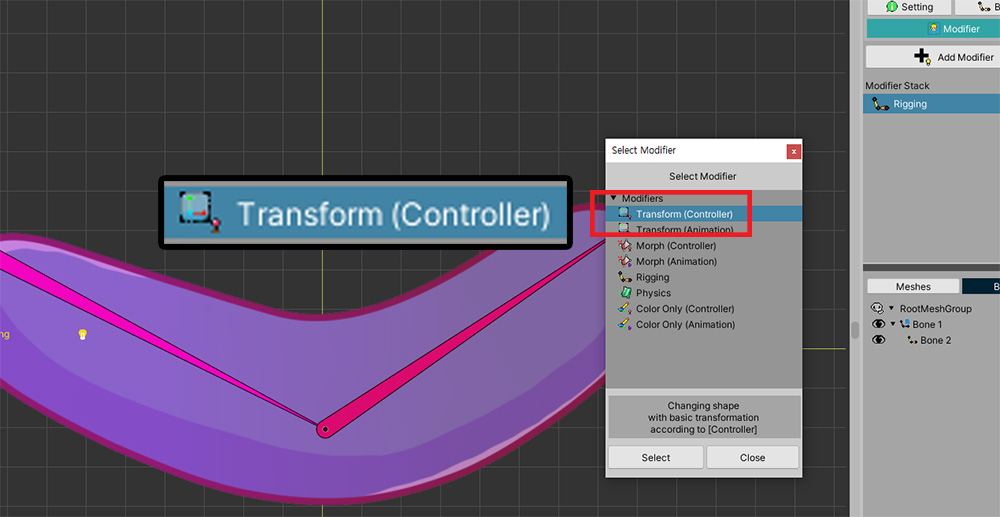 Setting
B
Modifier
Add Modifier
Modifier Stack
Rigging
Transform (Controller)
Select Modifier
x
Select Modifier
Modifiers
Transform (Controller)
Transform (Animation)
Morph (Controller)
Morph (Animation)
Rigging
Physics
Color Only (Controller)
Color Only (Animation)
Changing shape
with basic transformation
according to [Controller]
Select Close
ng
Meshes B
RootMeshGroup
Bone 1
Bone 2